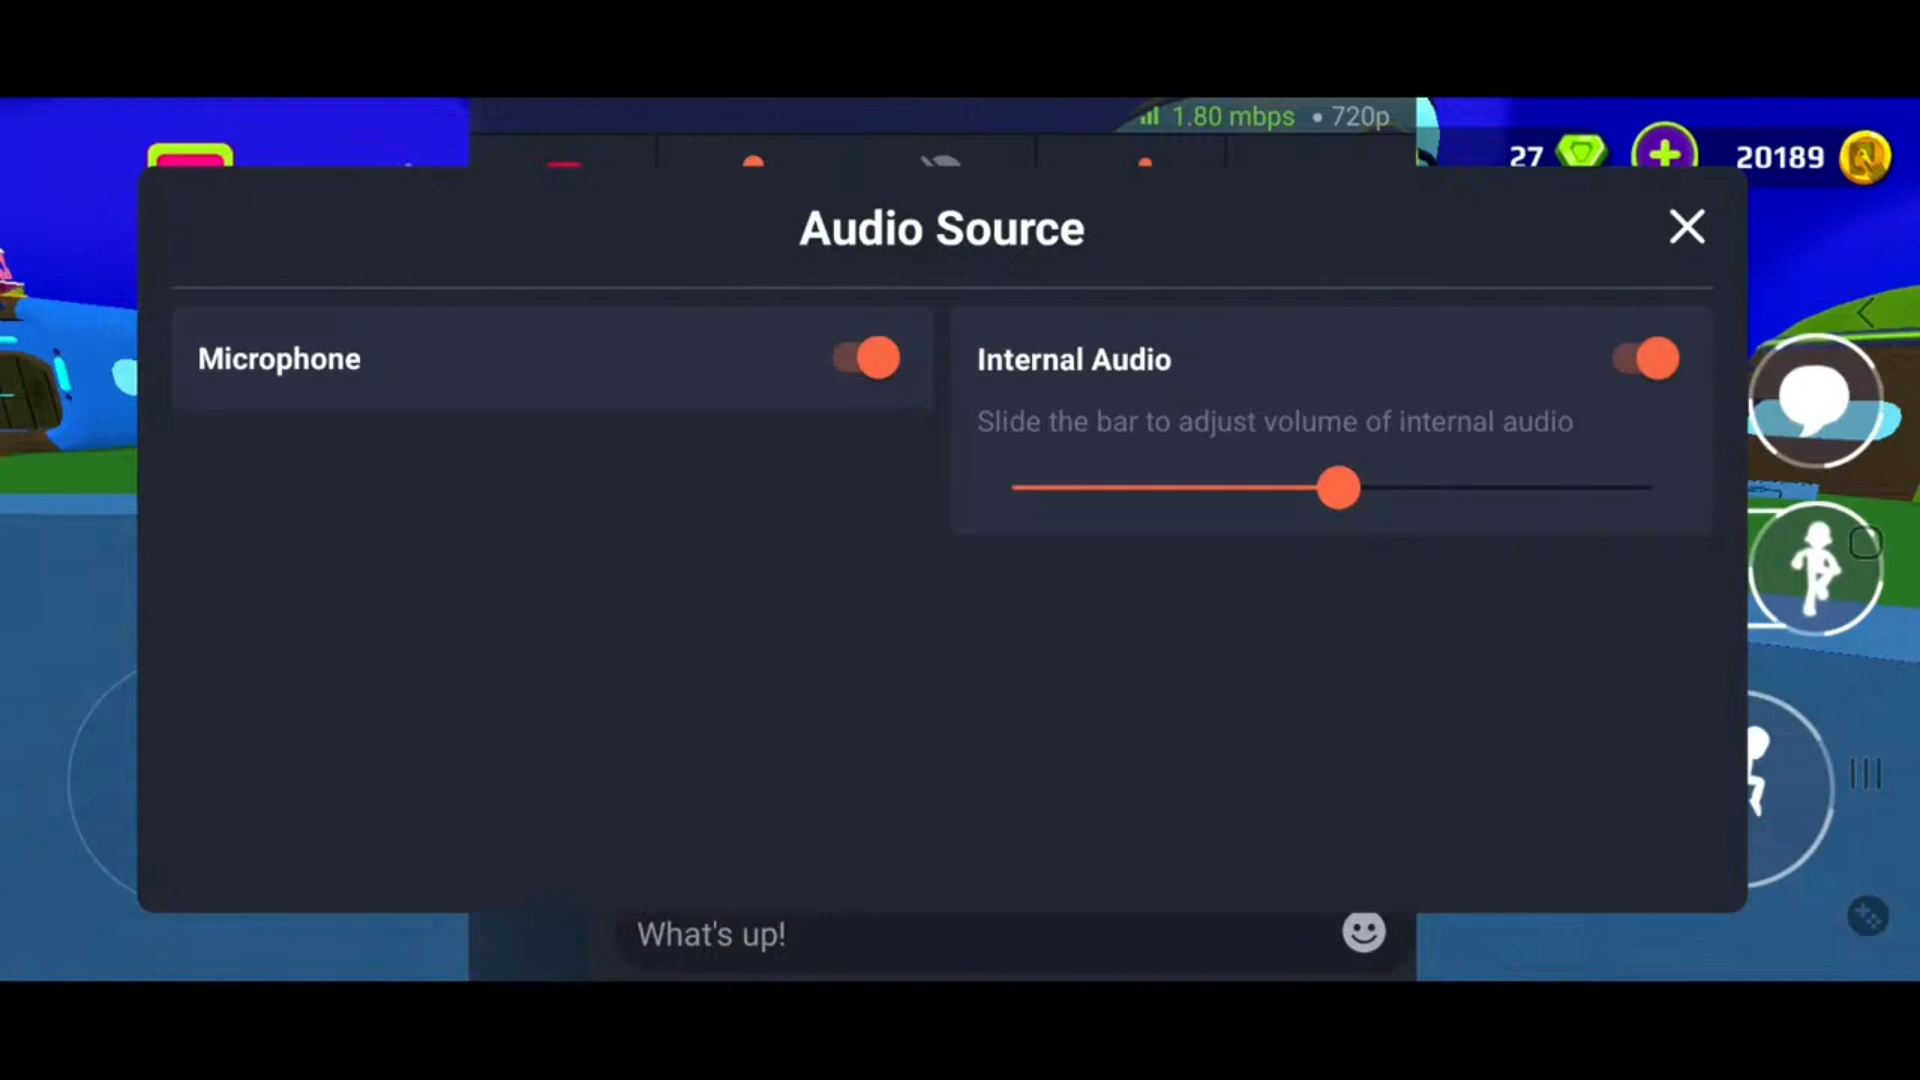 1.80 mbps • 720p
27
20189
Audio Source
Microphone
Internal Audio
Slide the bar to adjust volume of internal audio
What's up!